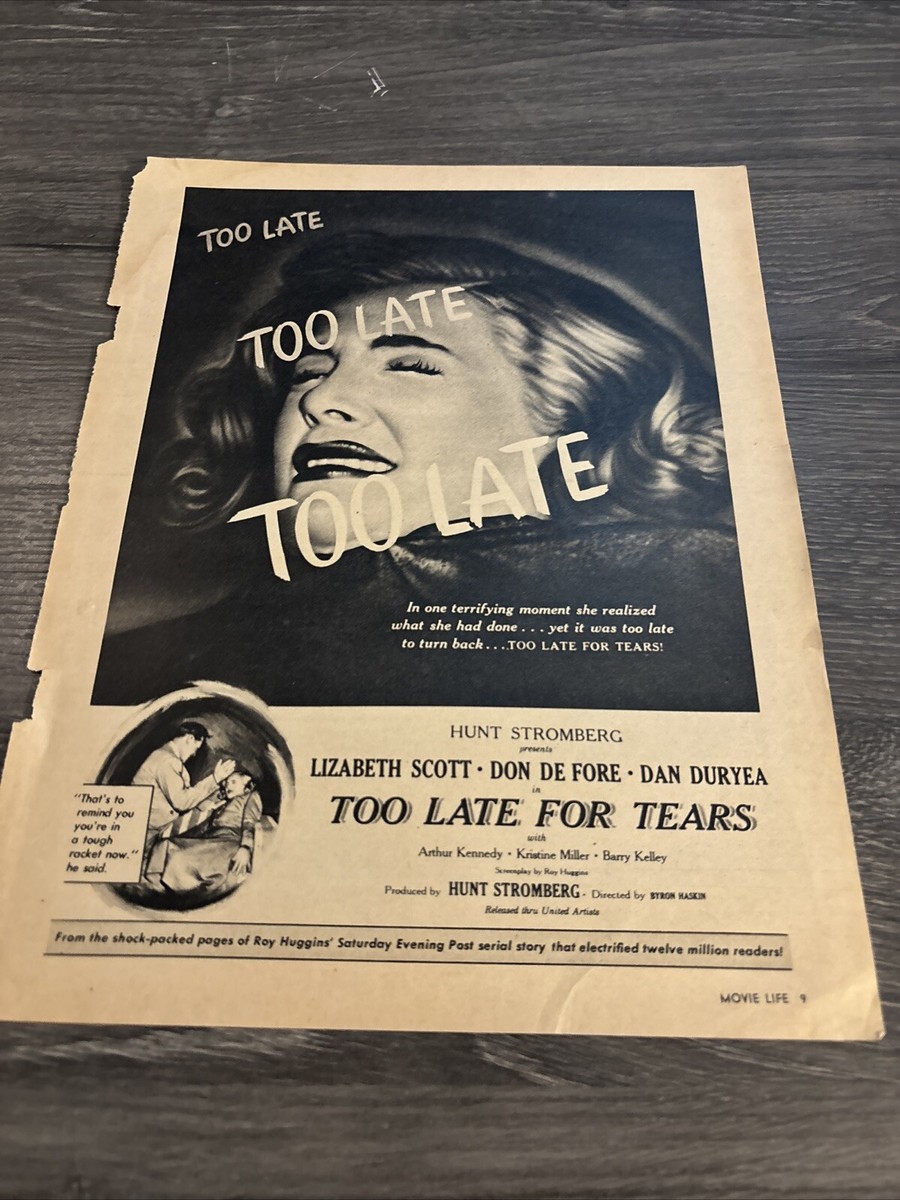 TOO LATE
TOO LATE
TOO LATE
In one terrifying moment she realized
what she had done . . . yet it was too late
to turn back . . . TOO LATE FOR TEARS!
HUNT STROMBERG
presents
LIZABETH SCOTT · DON DE FORE · DAN DURYEA
in
TOO LATE FOR TEARS
with
Arthur Kennedy · Kristine Miller · Barry Kelley
Screenplay by Roy Huggins
Produced by HUNT STROMBERG · Directed by BYRON HASKIN
Released thru United Artists
"That's to
remind you
you're in
a tough
racket now."
he said.
From the shock-packed pages of Roy Huggins' Saturday Evening Post serial story that electrified twelve million readers!
MOVIE LIFE 9